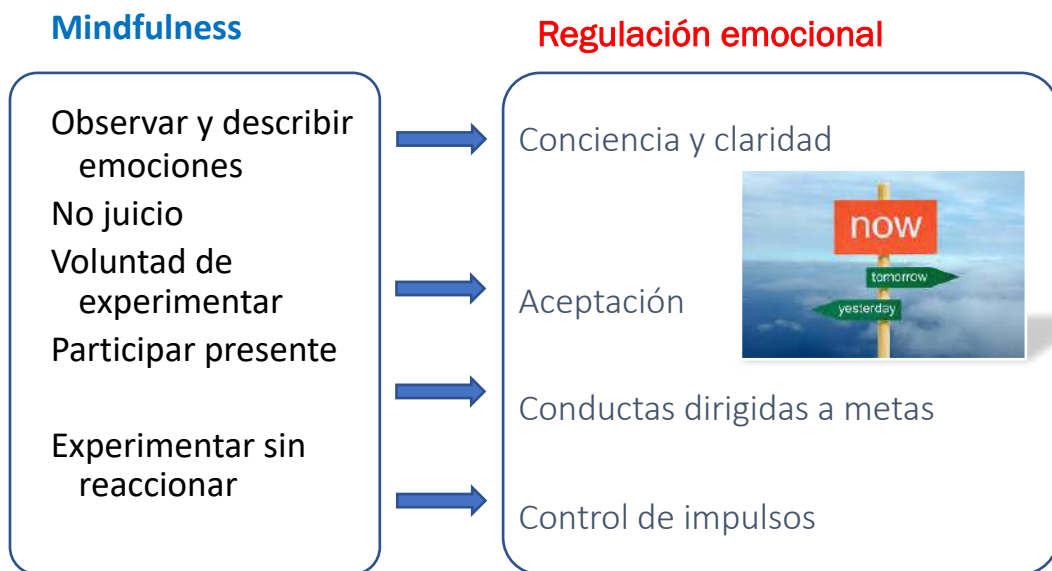 Mindfulness
Regulación emocional
Observar y describir
emociones
No juicio
Voluntad de
experimentar
Participar presente
Experimentar sin
reaccionar
Conciencia y claridad
now
tomorrow
yesterday
Aceptación
Conductas dirigidas a metas
Control de impulsos